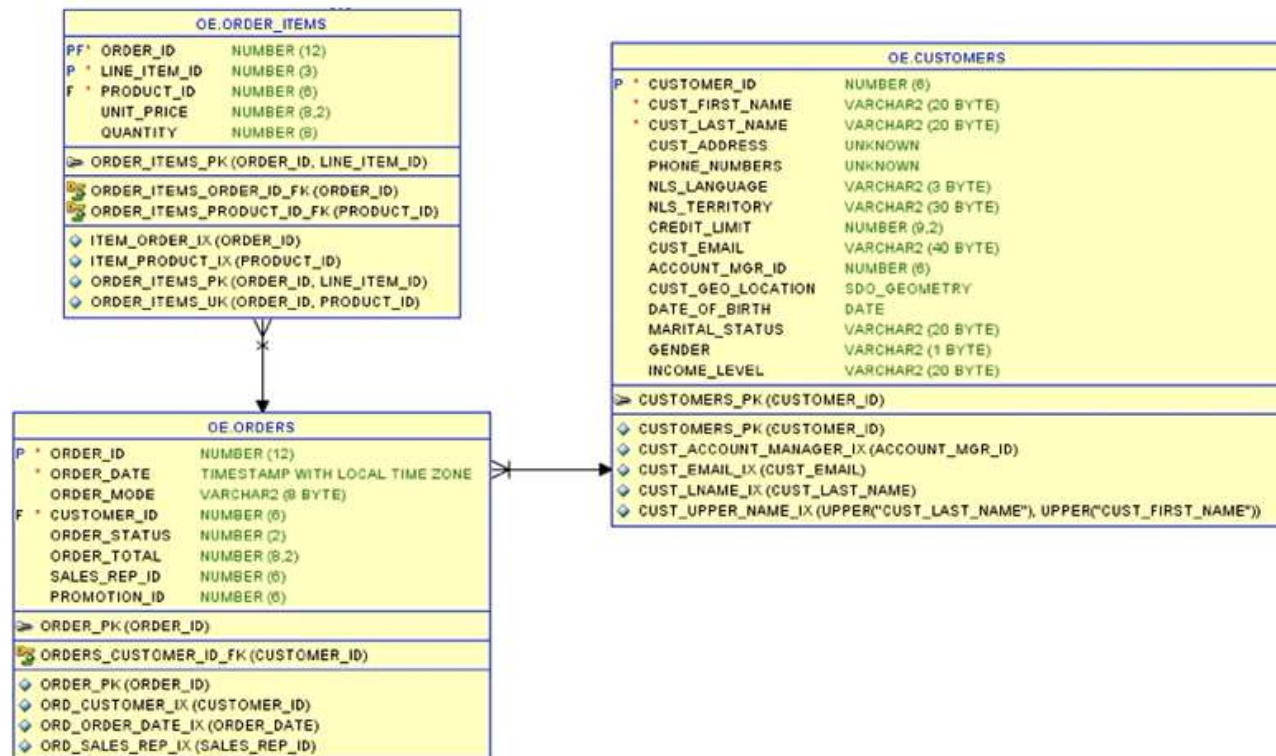 OE.ORDER_ITEMS
PF* ORDER_ID NUMBER (12)
P * LINE_ITEM_ID NUMBER (3)
F * PRODUCT_ID NUMBER (6)
UNIT_PRICE NUMBER (8,2)
QUANTITY NUMBER (8)
ORDER_ITEMS_PK (ORDER_ID, LINE_ITEM_ID)
ORDER_ITEMS_ORDER_ID_FK (ORDER_ID)
ORDER_ITEMS_PRODUCT_ID_FK (PRODUCT_ID)
ITEM_ORDER_IX (ORDER_ID)
ITEM_PRODUCT_IX (PRODUCT_ID)
ORDER_ITEMS_PK (ORDER_ID, LINE_ITEM_ID)
ORDER_ITEMS_UK (ORDER_ID, PRODUCT_ID)
OE.CUSTOMERS
P * CUSTOMER_ID NUMBER (6)
* CUST_FIRST_NAME VARCHAR2 (20 BYTE)
* CUST_LAST_NAME VARCHAR2 (20 BYTE)
CUST_ADDRESS UNKNOWN
PHONE_NUMBERS UNKNOWN
NLS_LANGUAGE VARCHAR2 (3 BYTE)
NLS_TERRITORY VARCHAR2 (30 BYTE)
CREDIT_LIMIT NUMBER (9,2)
CUST_EMAIL VARCHAR2 (40 BYTE)
ACCOUNT_MGR_ID NUMBER (6)
CUST_GEO_LOCATION SDO_GEOMETRY
DATE_OF_BIRTH DATE
MARITAL_STATUS VARCHAR2 (20 BYTE)
GENDER VARCHAR2 (1 BYTE)
INCOME_LEVEL VARCHAR2 (20 BYTE)
CUSTOMERS_PK (CUSTOMER_ID)
CUSTOMERS_PK (CUSTOMER_ID)
CUST_ACCOUNT_MANAGER_IX (ACCOUNT_MGR_ID)
CUST_EMAIL_IX (CUST_EMAIL)
CUST_LNAME_IX (CUST_LAST_NAME)
CUST_UPPER_NAME_IX (UPPER("CUST_LAST_NAME"), UPPER("CUST_FIRST_NAME"))
OE.ORDERS
P * ORDER_ID NUMBER (12)
* ORDER_DATE TIMESTAMP WITH LOCAL TIME ZONE
ORDER_MODE VARCHAR2 (8 BYTE)
F * CUSTOMER_ID NUMBER (6)
ORDER_STATUS NUMBER (2)
ORDER_TOTAL NUMBER (8,2)
SALES_REP_ID NUMBER (6)
PROMOTION_ID NUMBER (6)
ORDER_PK (ORDER_ID)
ORDERS_CUSTOMER_ID_FK (CUSTOMER_ID)
ORDER_PK (ORDER_ID)
ORD_CUSTOMER_IX (CUSTOMER_ID)
ORD_ORDER_DATE_IX (ORDER_DATE)
ORD_SALES_REP_IX (SALES_REP_ID)